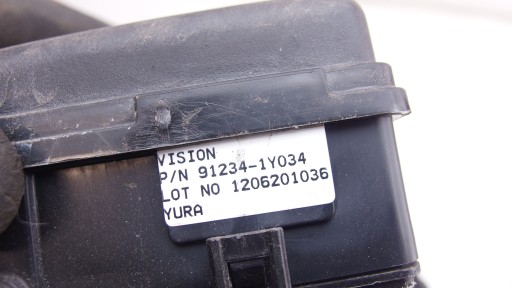 VISION
P/N 91234-1Y034
LOT NO 1206201036
YURA